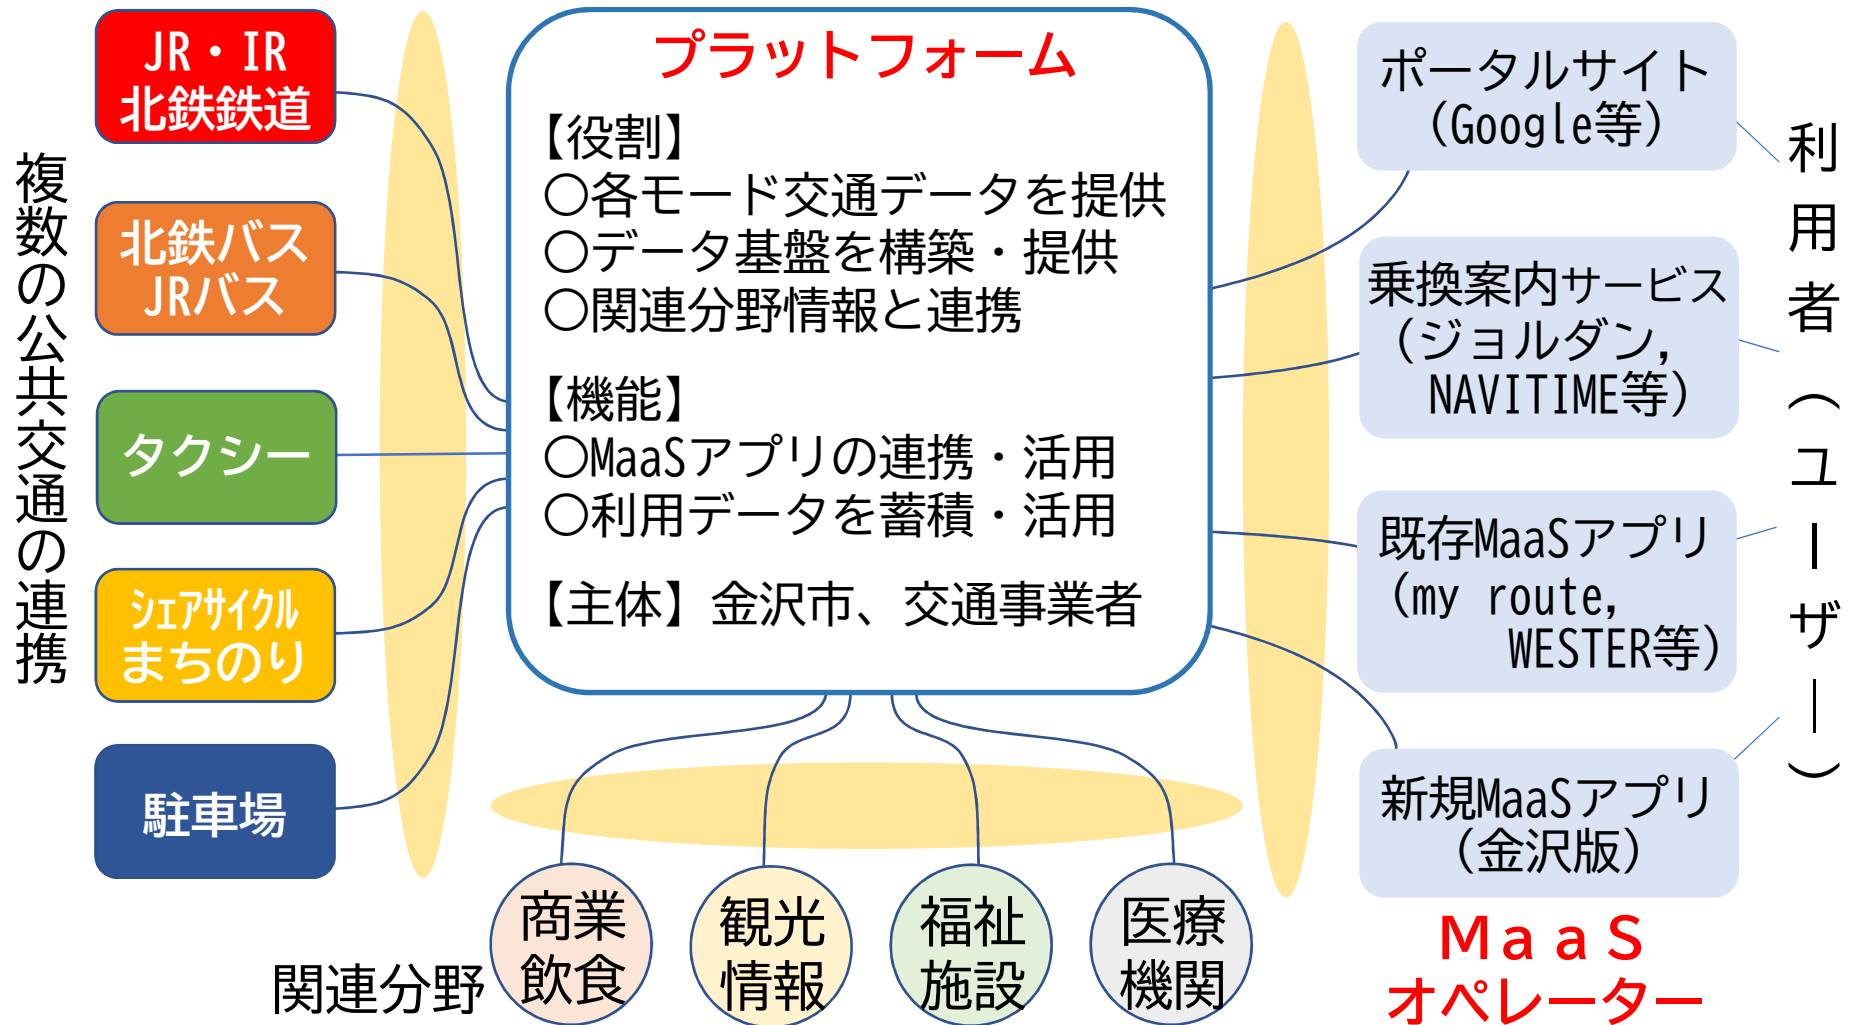 複数の公共交通の連携
JR・IR
北鉄鉄道
北鉄バス
JRバス
タクシー
シェアサイクル
まちのり
駐車場
プラットフォーム
【役割】
〇各モード交通データを提供
〇データ基盤を構築・提供
〇関連分野情報と連携
【機能】
〇MaaSアプリの連携・活用
〇利用データを蓄積・活用
【主体】金沢市、交通事業者
関連分野
商業
飲食
観光
情報
福祉
施設
医療
機関
ポータルサイト
(Google等)
乗換案内サービス
(ジョルダン,
NAVITIME等)
既存MaaSアプリ
(my route,
WESTER等)
新規MaaSアプリ
(金沢版)
MaaS
オペレーター
利用者(ユーザー)